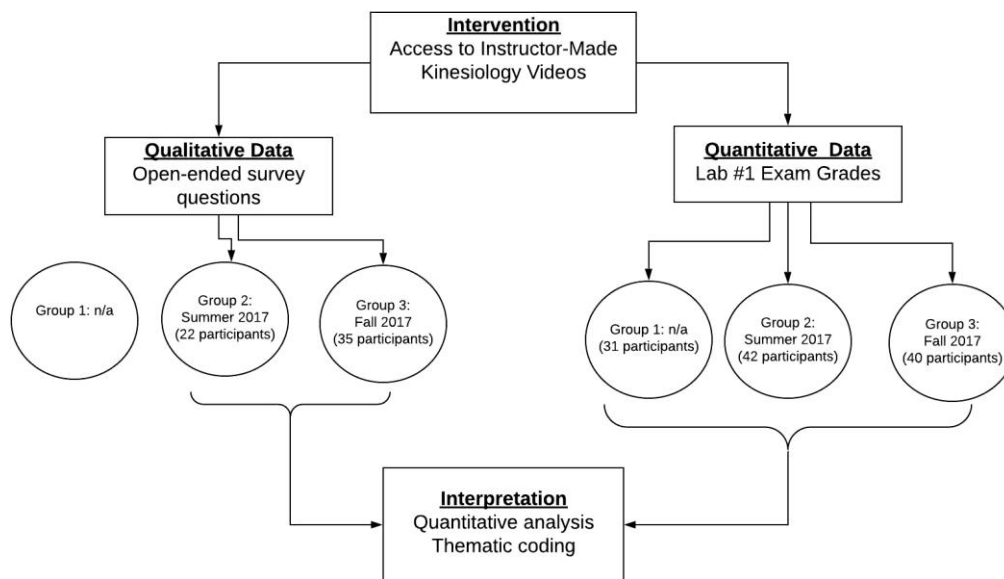 Intervention
Access to Instructor-Made
Kinesiology Videos
Qualitative Data
Open-ended survey
questions
Quantitative Data
Lab #1 Exam Grades
Group 1: n/a
Group 2:
Summer 2017
(22 participants)
Group 3:
Fall 2017
(35 participants)
Group 1: n/a
(31 participants)
Group 2:
Summer 2017
(42 participants)
Group 3:
Fall 2017
(40 participants)
Interpretation
Quantitative analysis
Thematic coding